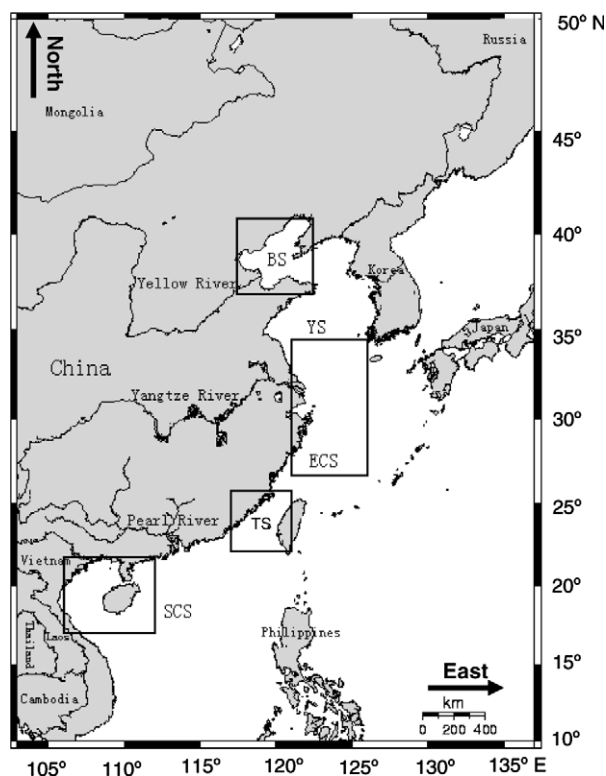 50° N
North
Russia
Mongolia
45°
40°
BS
Yellow River
Korea
YS
Japan
35°
China
Yangtze River
30°
ECS
25°
Pearl River
TS
Vietnam
20°
SCS
Laos
Thailand
Philippines
15°
East
km
Cambodia
0 200 400
10°
105° 110° 115° 120° 125° 130° 135° E